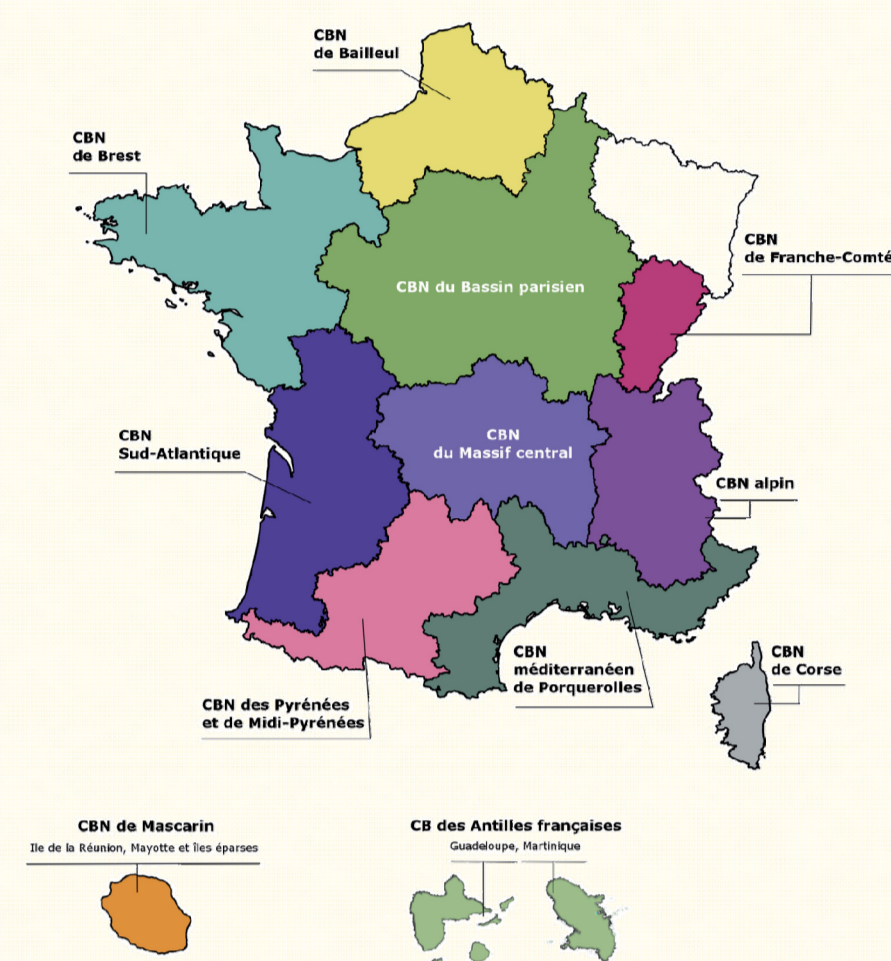 CBN
de Bailleul
CBN
de Brest
CBN
de Franche-Comté
CBN du Bassin parisien
CBN
Sud-Atlantique
CBN
du Massif central
CBN alpin
CBN
méditerranéen
de Porquerolles
CBN
de Corse
CBN des Pyrénées
et de Midi-Pyrénées
CBN de Mascarin
Ile de la Réunion, Mayotte et îles éparses
CB des Antilles françaises
Guadeloupe, Martinique